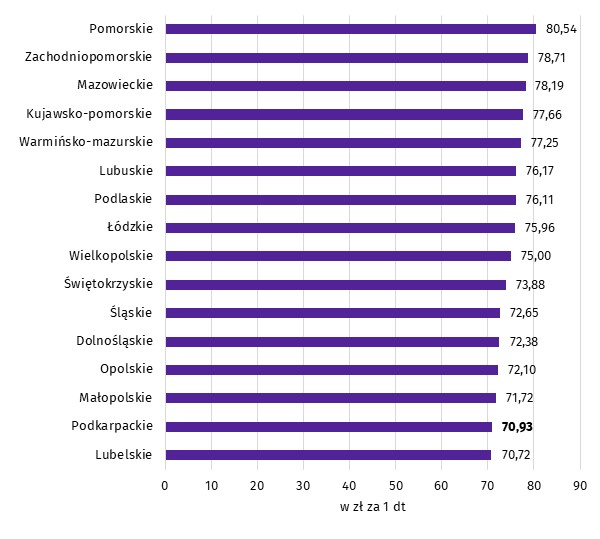 Pomorskie 80,54
Zachodniopomorskie 78,71
Mazowieckie 78,19
Kujawsko-pomorskie 77,66
Warmińsko-mazurskie 77,25
Lubuskie 76,17
Podlaskie 76,11
Łódzkie 75,96
Wielkopolskie 75,00
Świętokrzyskie 73,88
Śląskie 72,65
Dolnośląskie 72,38
Opolskie 72,10
Małopolskie 71,72
Podkarpackie 70,93
Lubelskie 70,72
0 10 20 30 40 50 60 70 80 90
w zł za 1 dt